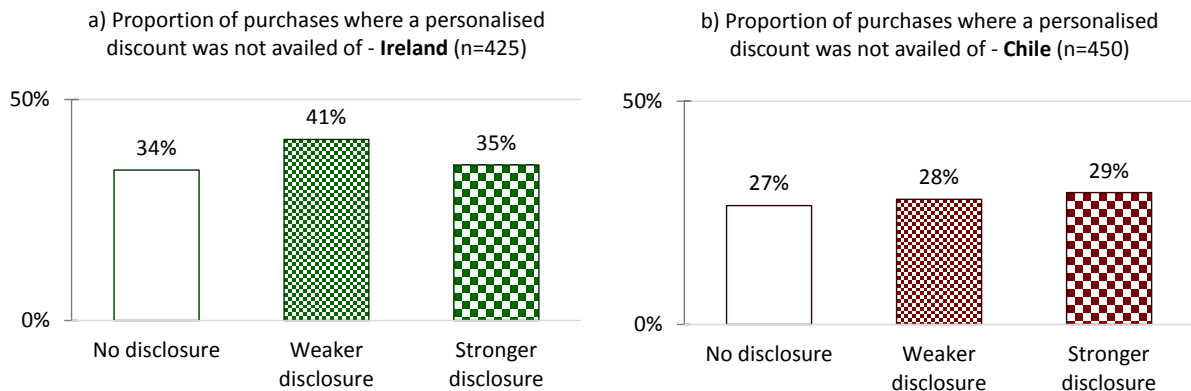 a) Proportion of purchases where a personalised
discount was not availed of - Ireland (n=425)
50%
0%
34%
41%
35%
No disclosure
Weaker
disclosure
Stronger
disclosure
b) Proportion of purchases where a personalised
discount was not availed of - Chile (n=450)
50%
0%
27%
28%
29%
No disclosure
Weaker
disclosure
Stronger
disclosure